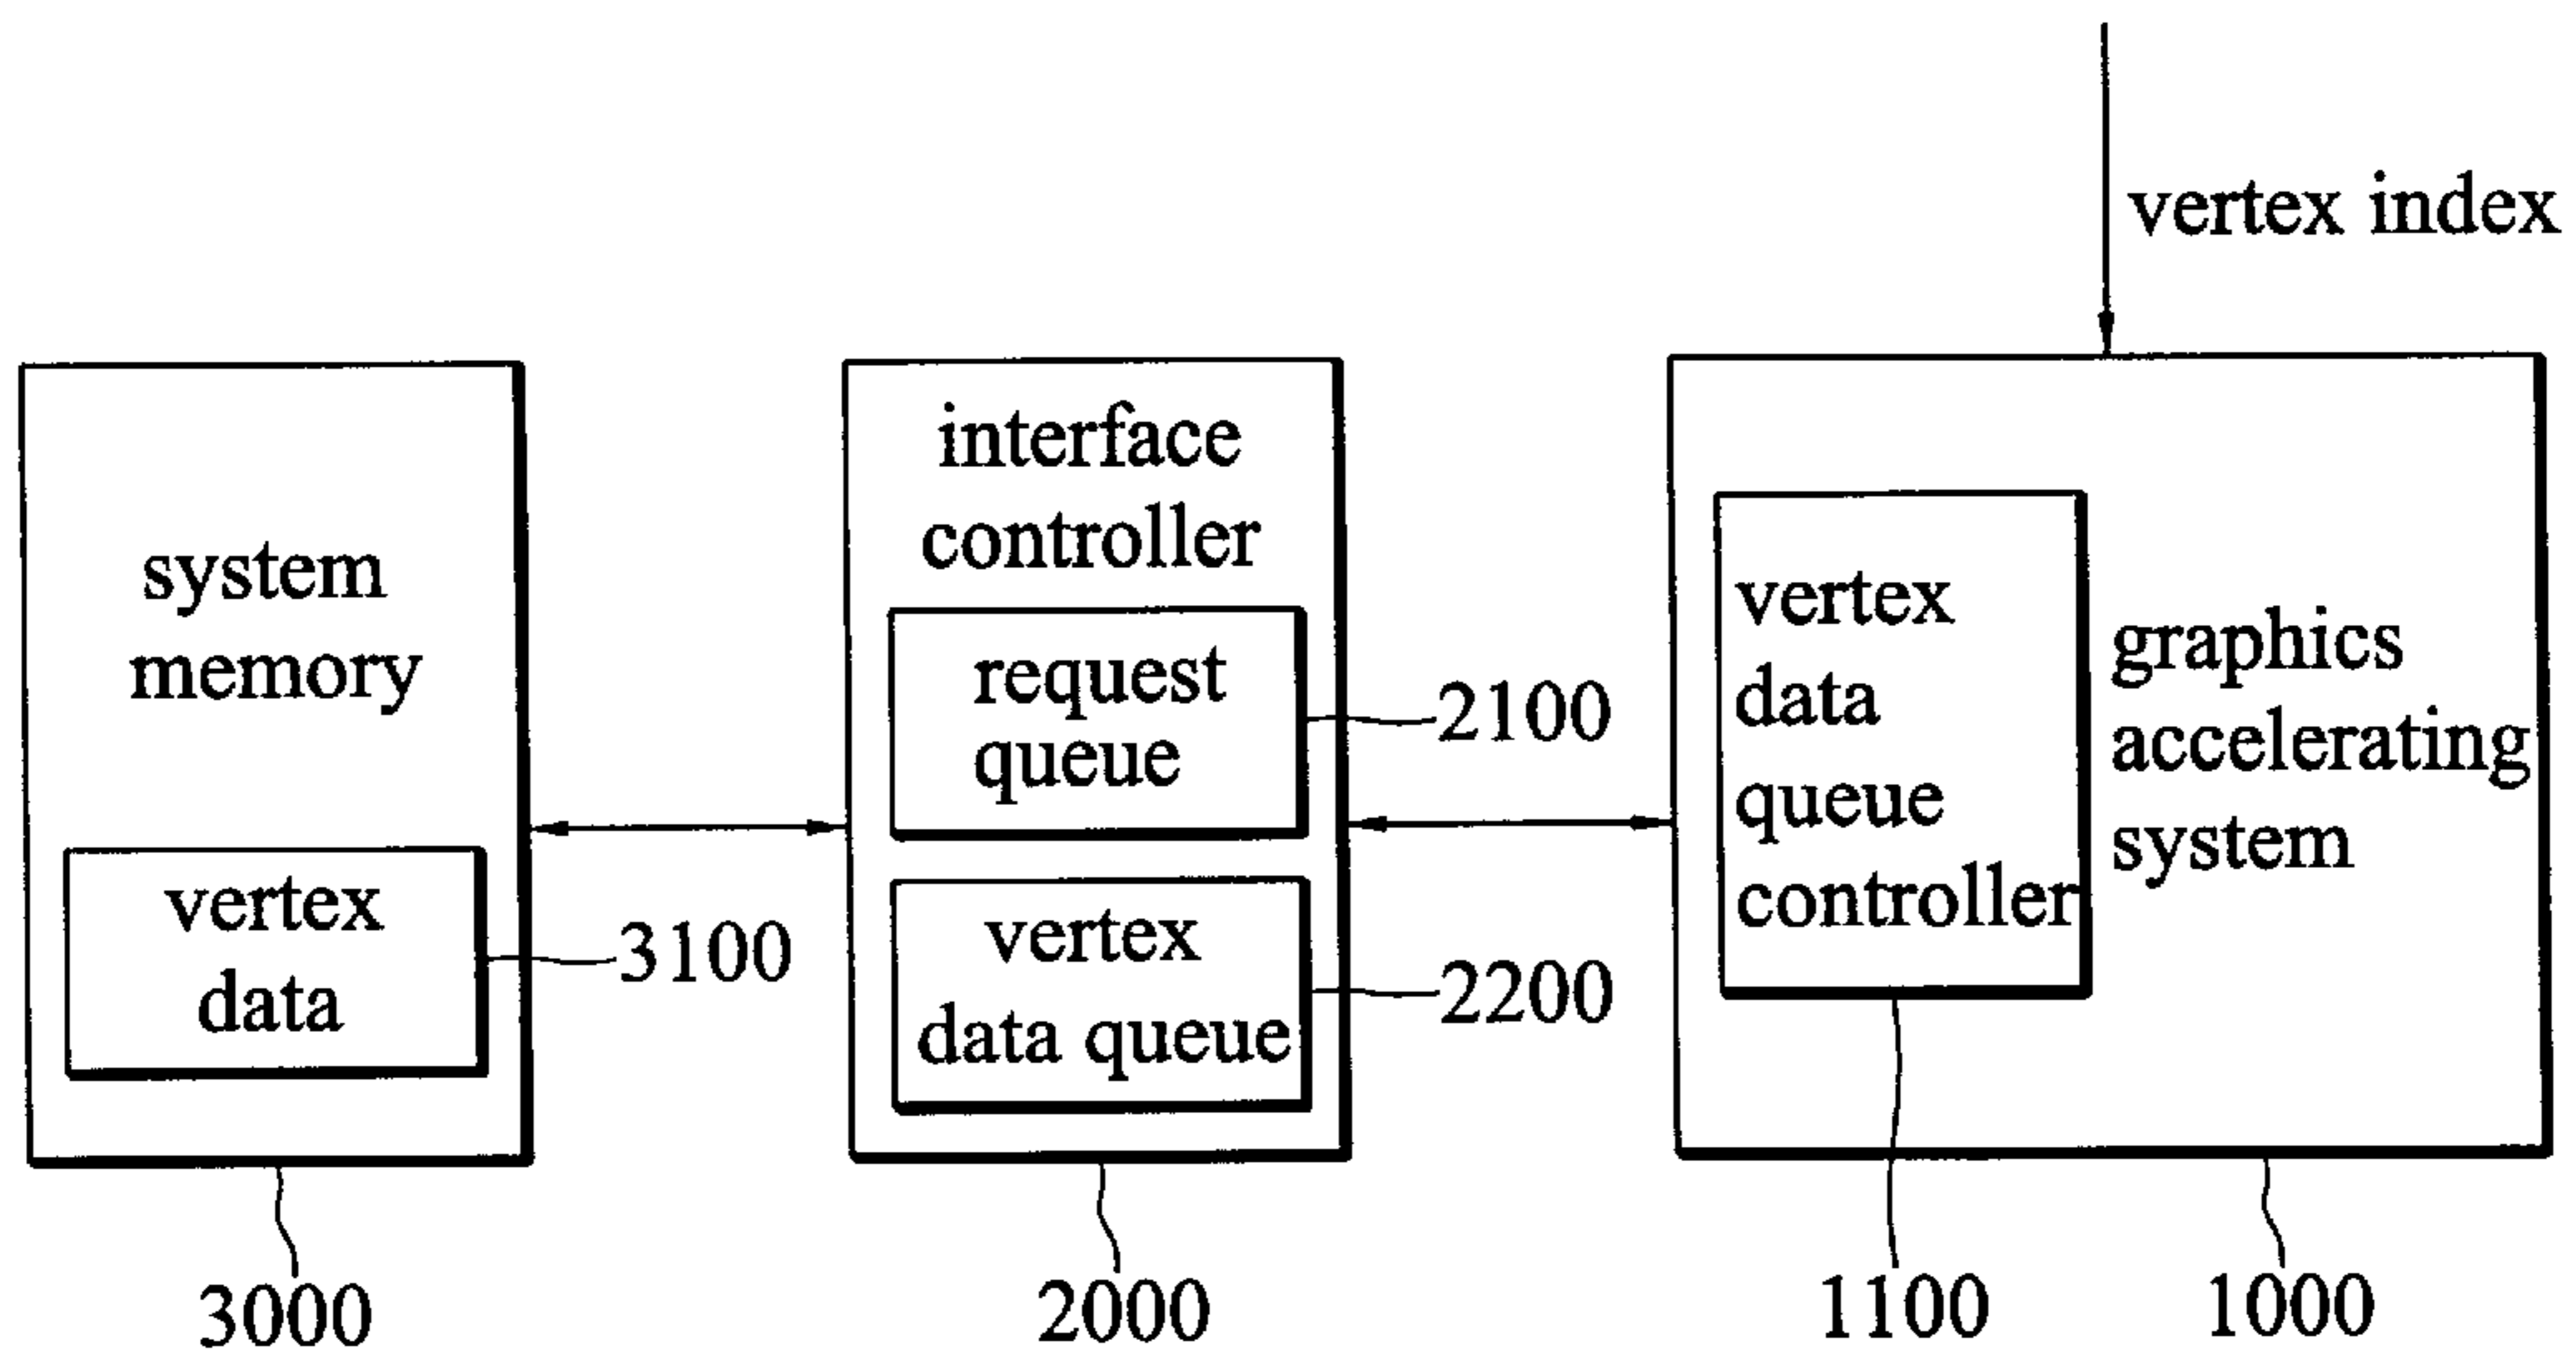 vertex index
system
memory
vertex
data
3100
3000
interface
controller
request
queue
2100
vertex
data queue
2200
2000
vertex
data
queue
controller
graphics
accelerating
system
1100
1000